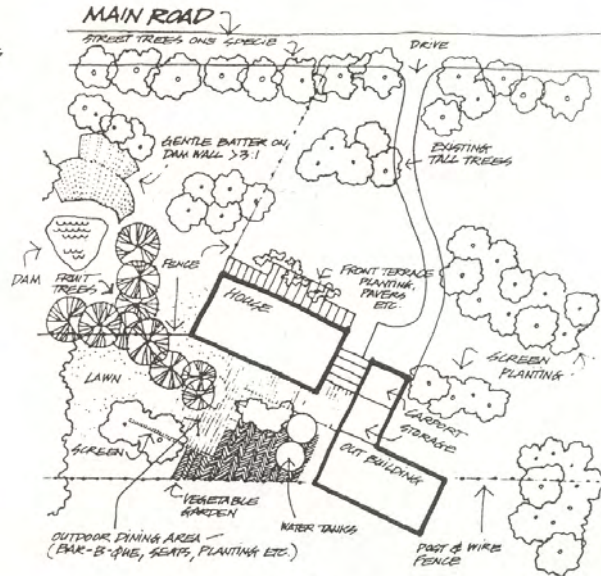 MAIN ROAD
STREET TREES ONE SPECIE
DRIVE
GENTLE BATTER ON
DAM WALL >3:1
EXISTING
TALL TREES
DAM
FRUIT
TREES
FENCE
FRONT TERRACE
PLANTING,
PAVERS
ETC.
HOUSE
SCREEN
PLANTING
LAWN
CARPORT
STORAGE
SCREEN
OUT BUILDING
VEGETABLE
GARDEN
WATER TANKS
OUTDOOR DINING AREA —
(BAR-B-QUE, SEATS, PLANTING ETC.)
POST & WIRE
FENCE